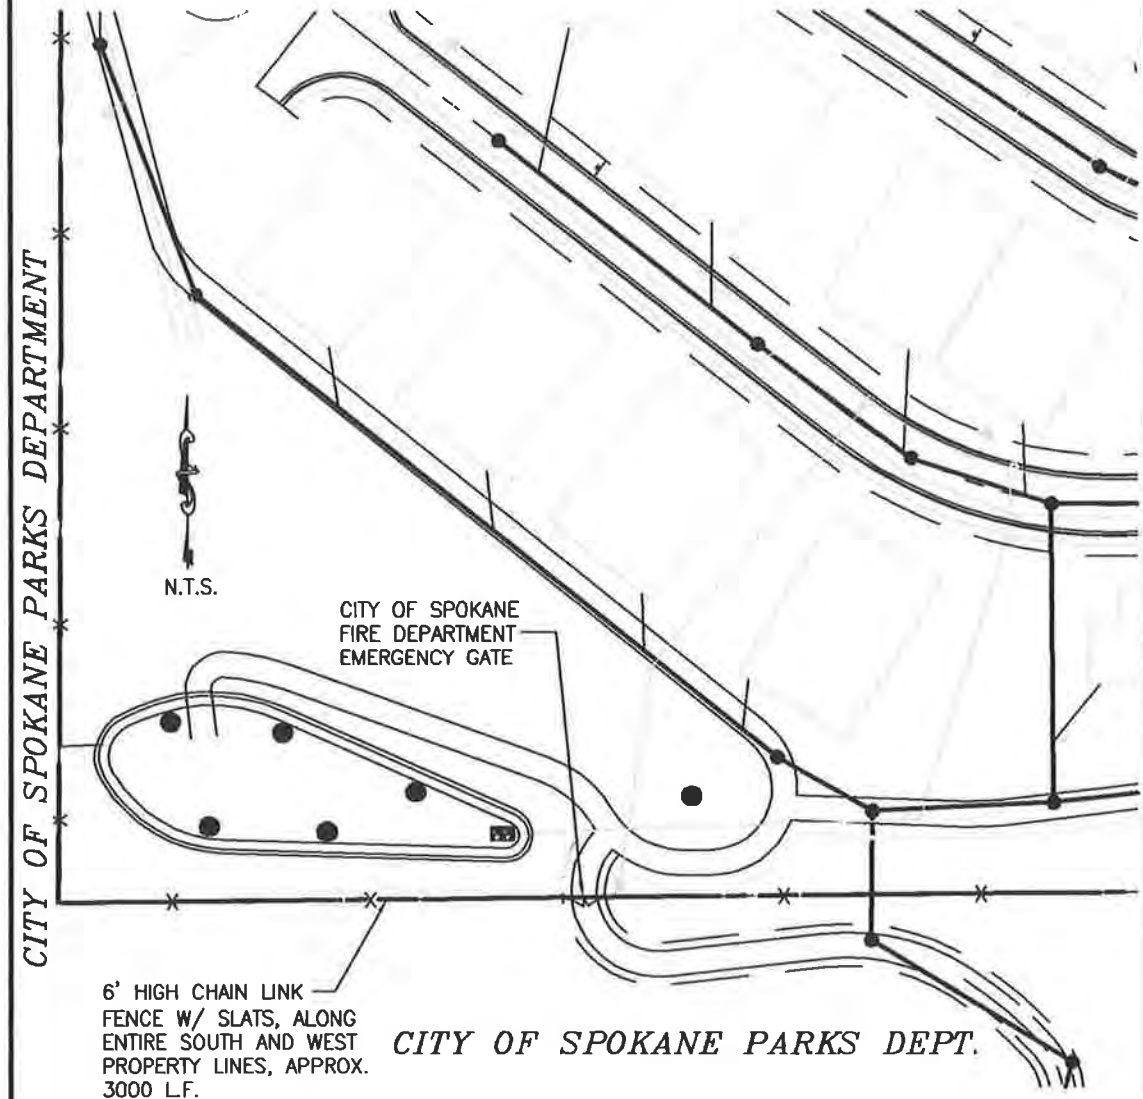 CITY OF SPOKANE PARKS DEPARTMENT
N.T.S.
CITY OF SPOKANE
FIRE DEPARTMENT
EMERGENCY GATE
6' HIGH CHAIN LINK
FENCE W/ SLATS, ALONG
ENTIRE SOUTH AND WEST
PROPERTY LINES, APPROX.
3000 L.F.
CITY OF SPOKANE PARKS DEPT.